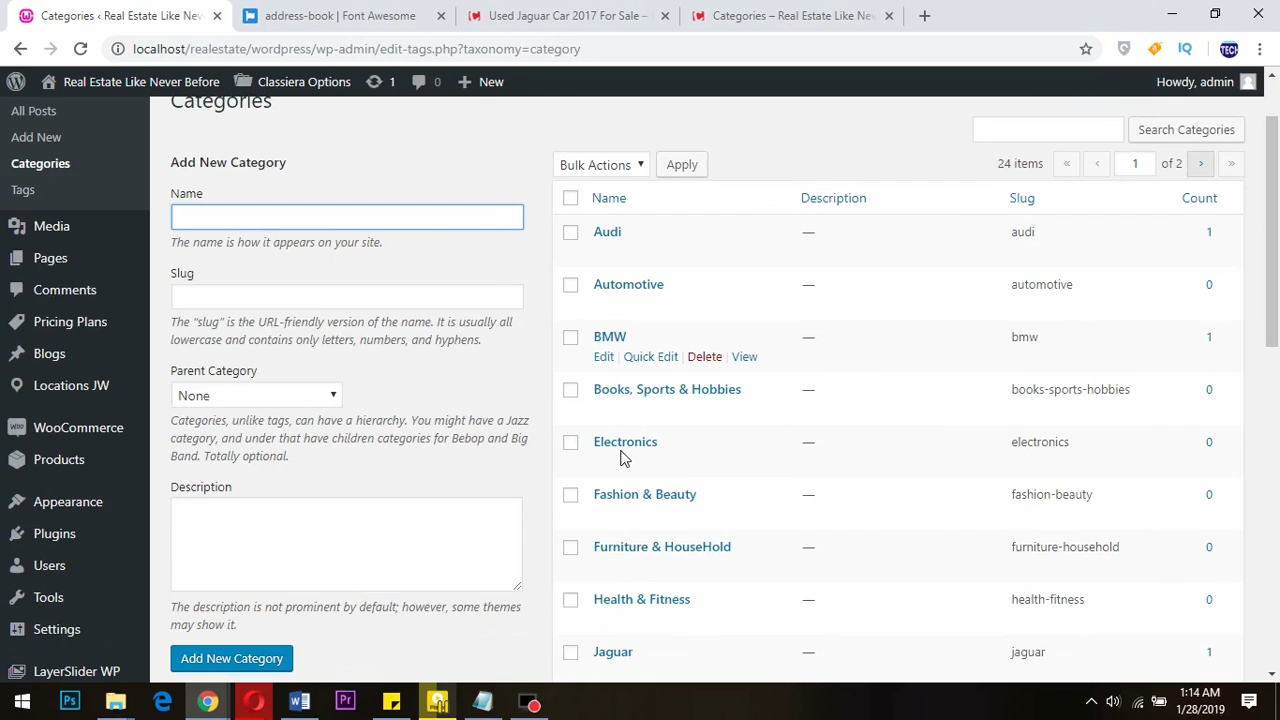 Categories ‹ Real Estate Like Nev
address-book | Font Awesome
Used Jaguar Car 2017 For Sale –
Categories – Real Estate Like New
localhost/realestate/wordpress/wp-admin/edit-tags.php?taxonomy=category
IQ
TECH
Real Estate Like Never Before
Classiera Options
1
0
New
Howdy, admin
All Posts
Add New
Categories
Tags
Media
Pages
Comments
Pricing Plans
Blogs
Locations JW
WooCommerce
Products
Appearance
Plugins
Users
Tools
Settings
LayerSlider WP
Categories
Search Categories
Add New Category
Name
The name is how it appears on your site.
Slug
The “slug” is the URL-friendly version of the name. It is usually all
lowercase and contains only letters, numbers, and hyphens.
Parent Category
None
Categories, unlike tags, can have a hierarchy. You might have a Jazz
category, and under that have children categories for Bebop and Big
Band. Totally optional.
Description
The description is not prominent by default; however, some themes
may show it.
Add New Category
Bulk Actions
Apply
24 items « ‹ 1 of 2 › »
Name Description Slug Count
Audi — audi 1
Automotive — automotive 0
BMW — bmw 1
Edit | Quick Edit | Delete | View
Books, Sports & Hobbies — books-sports-hobbies 0
Electronics — electronics 0
Fashion & Beauty — fashion-beauty 0
Furniture & HouseHold — furniture-household 0
Health & Fitness — health-fitness 0
Jaguar — jaguar 1
Ps
Pr
1:14 AM
1/28/2019